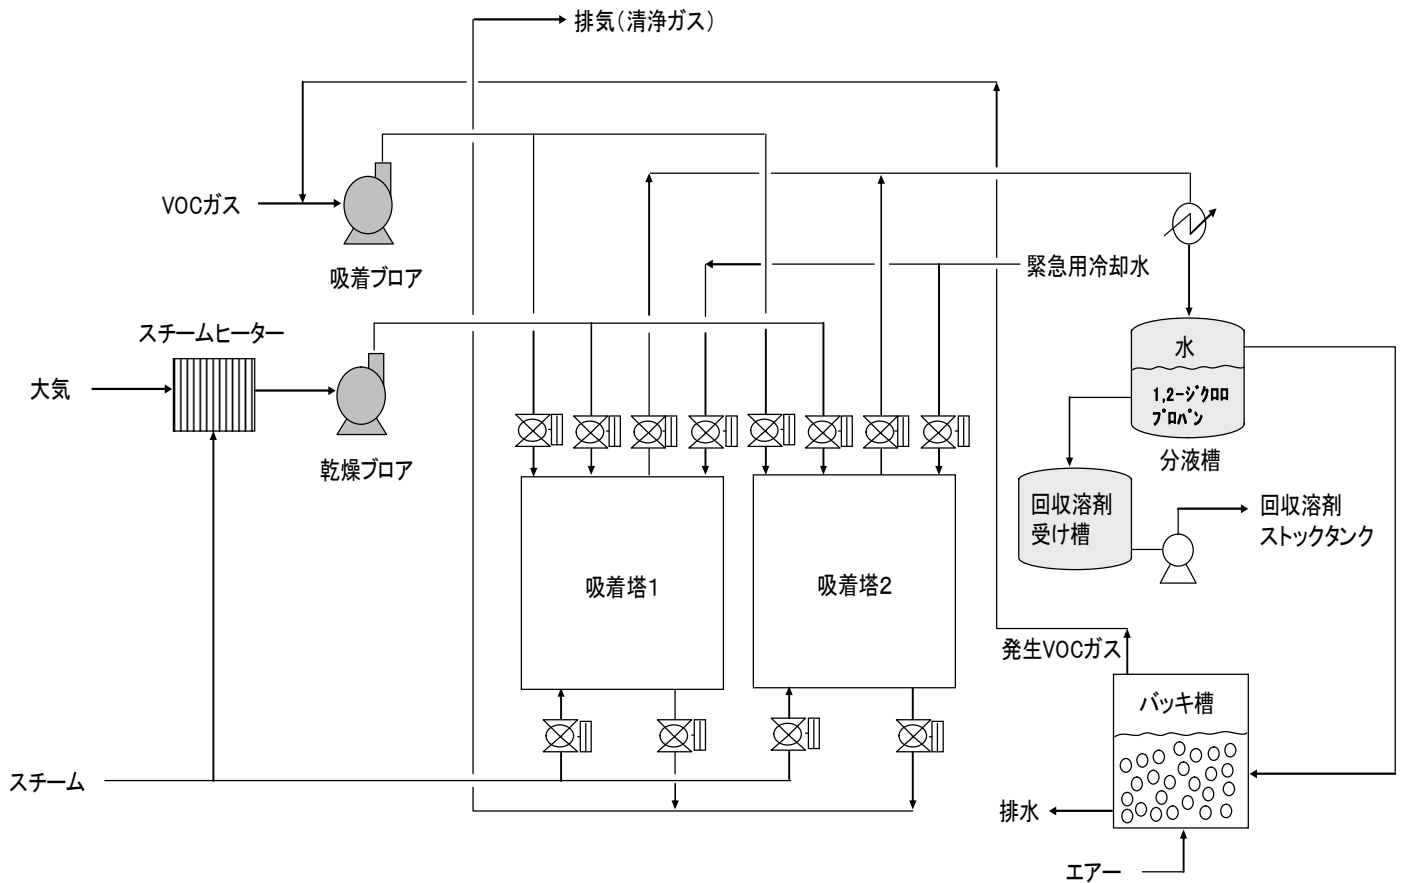 排気(清浄ガス)
VOCガス
吸着ブロア
緊急用冷却水
スチームヒーター
大気
乾燥ブロア
水
1,2-ジクロロ
プロパン
分液槽
回収溶剤
受け槽
回収溶剤
ストックタンク
吸着塔1
吸着塔2
発生VOCガス
バッキ槽
スチーム
排水
エアー